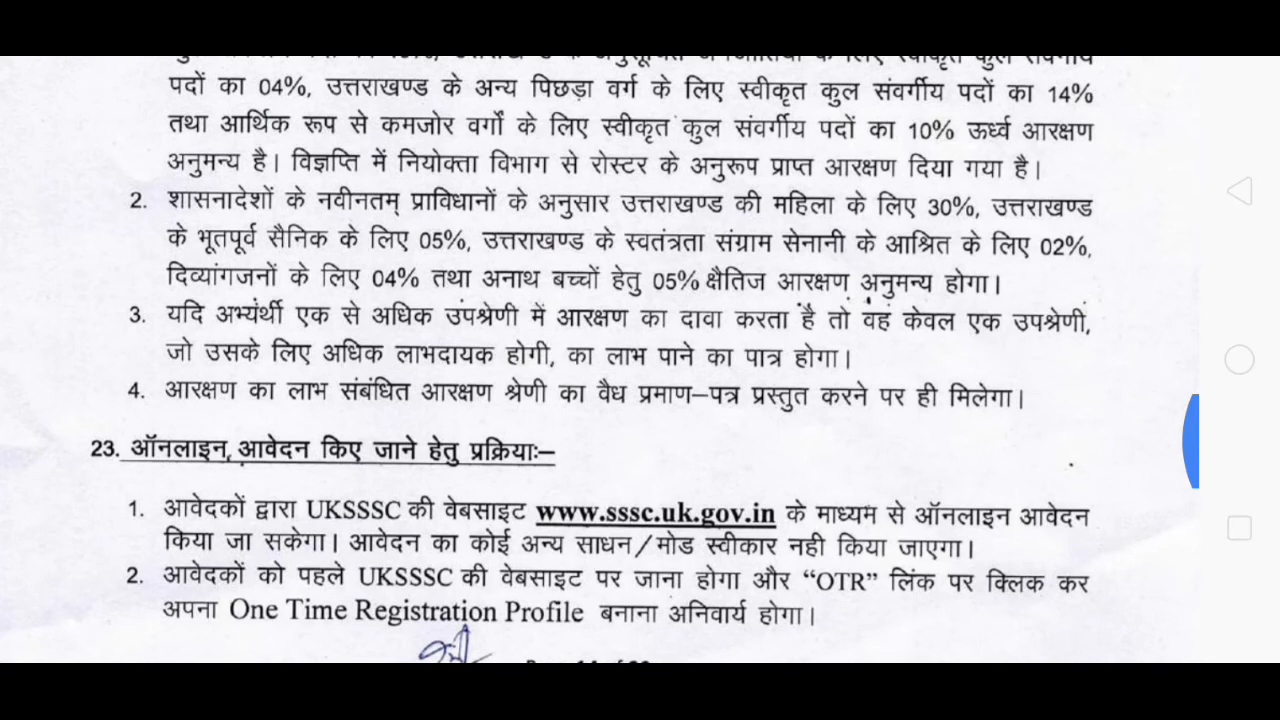 पदों का 04%, उत्तराखण्ड के अन्य पिछड़ा वर्ग के लिए स्वीकृत कुल संवर्गीय पदों का 14%
तथा आर्थिक रूप से कमजोर वर्गों के लिए स्वीकृत कुल संवर्गीय पदों का 10% ऊर्ध्व आरक्षण
अनुमन्य है। विज्ञप्ति में नियोक्ता विभाग से रोस्टर के अनुरूप प्राप्त आरक्षण दिया गया है।
2. शासनादेशों के नवीनतम् प्राविधानों के अनुसार उत्तराखण्ड की महिला के लिए 30%, उत्तराखण्ड
के भूतपूर्व सैनिक के लिए 05%, उत्तराखण्ड के स्वतंत्रता संग्राम सेनानी के आश्रित के लिए 02%,
दिव्यांगजनों के लिए 04% तथा अनाथ बच्चों हेतु 05% क्षैतिज आरक्षण अनुमन्य होगा।
3. यदि अभ्यर्थी एक से अधिक उपश्रेणी में आरक्षण का दावा करता है तो वह केवल एक उपश्रेणी,
जो उसके लिए अधिक लाभदायक होगी, का लाभ पाने का पात्र होगा।
4. आरक्षण का लाभ संबंधित आरक्षण श्रेणी का वैध प्रमाण–पत्र प्रस्तुत करने पर ही मिलेगा।
23. ऑनलाइन आवेदन किए जाने हेतु प्रक्रियाः–
1. आवेदकों द्वारा UKSSSC की वेबसाइट www.sssc.uk.gov.in के माध्यम से ऑनलाइन आवेदन
किया जा सकेगा। आवेदन का कोई अन्य साधन/मोड स्वीकार नही किया जाएगा।
2. आवेदकों को पहले UKSSSC की वेबसाइट पर जाना होगा और “OTR” लिंक पर क्लिक कर
अपना One Time Registration Profile बनाना अनिवार्य होगा।